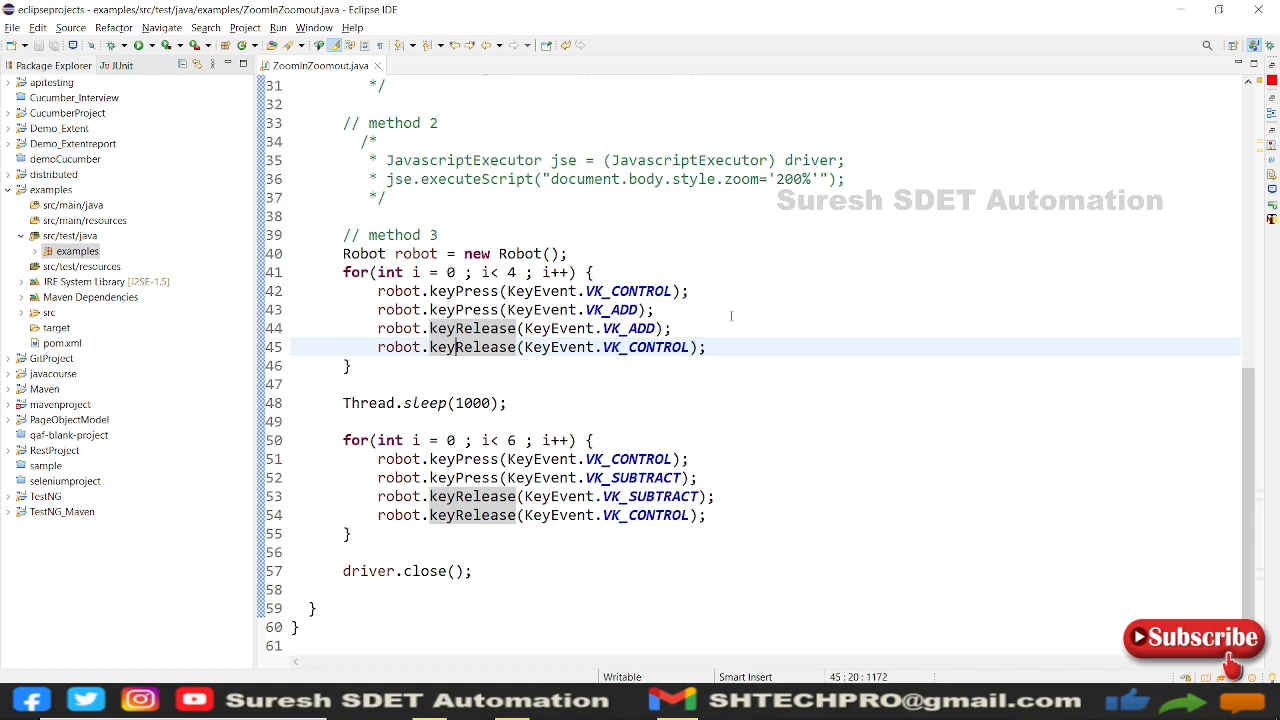 eclipseprojects - examples/src/test/java/examples/ZoomInZoomout.java - Eclipse IDE
File Edit Source Refactor Navigate Search Project Run Window Help
Package Explorer JUnit
ZoomInZoomout.java
apitesting
Cucumber_Interview
CucumberProject
Demo_Extent
Demo_Extentreport
demoCucumber
distributed
examples
src/main/java
src/main/resources
src/test/java
examples
src/test/resources
JRE System Library [J2SE-1.5]
Maven Dependencies
src
target
pom.xml
GitProject
javacourse
Maven
mavenproject
PageObjectModel
qaf-blank-project
RestProject
sample
seleniumproject
TestNG
TestNG_Maven
31 */
32
33 // method 2
34 /*
35 * JavascriptExecutor jse = (JavascriptExecutor) driver;
36 * jse.executeScript("document.body.style.zoom='200%'");
37 */
38
39 // method 3
40 Robot robot = new Robot();
41 for(int i = 0 ; i< 4 ; i++) {
42 robot.keyPress(KeyEvent.VK_CONTROL);
43 robot.keyPress(KeyEvent.VK_ADD);
44 robot.keyRelease(KeyEvent.VK_ADD);
45 robot.keyRelease(KeyEvent.VK_CONTROL);
46 }
47
48 Thread.sleep(1000);
49
50 for(int i = 0 ; i< 6 ; i++) {
51 robot.keyPress(KeyEvent.VK_CONTROL);
52 robot.keyPress(KeyEvent.VK_SUBTRACT);
53 robot.keyRelease(KeyEvent.VK_SUBTRACT);
54 robot.keyRelease(KeyEvent.VK_CONTROL);
55 }
56
57 driver.close();
58
59 }
60 }
61
Suresh SDET Automation
Subscribe
Writable Smart Insert 45 : 20 : 1172
Suresh SDET Automation SHTECHPRO@gmail.com